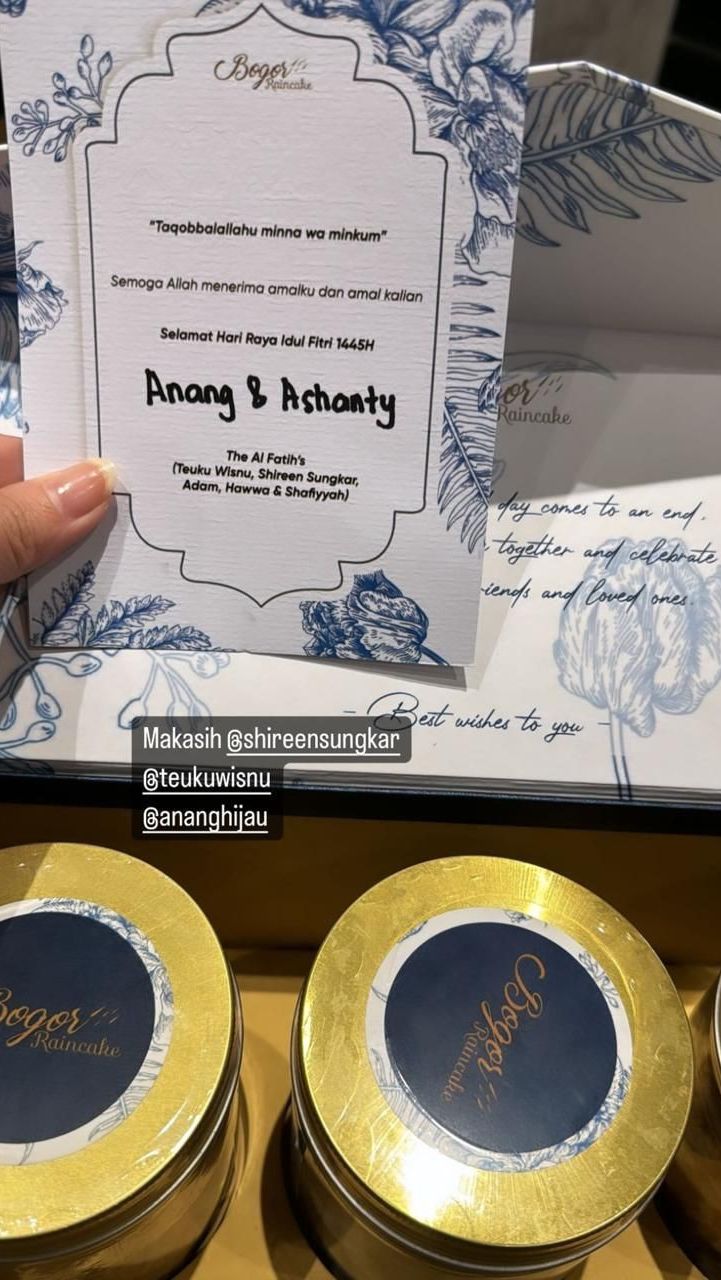 Bogor
Raincake
"Taqobbalallahu minna wa minkum"
Semoga Allah menerima amalku dan amal kalian
Selamat Hari Raya Idul Fitri 1445H
Anang & Ashanty
The Al Fatih's
(Teuku Wisnu, Shireen Sungkar,
Adam, Hawwa & Shafiyyah)
or
Raincake
day comes to an end,
together and celebrate
iends and loved ones.
- Best wishes to you -
Makasih @shireensungkar
@teukuwisnu
@ananghijau
Bogor
Raincake
Bogor
Raincake